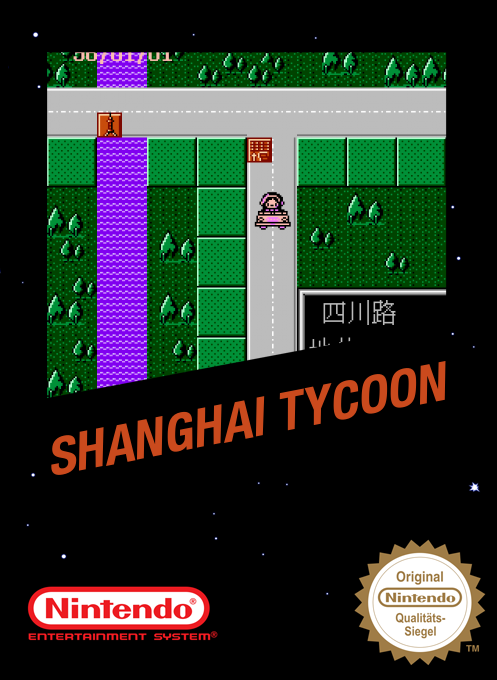 四川路
SHANGHAI TYCOON
Nintendo®
ENTERTAINMENT SYSTEM®
Original
Nintendo
Qualitäts-
Siegel
TM